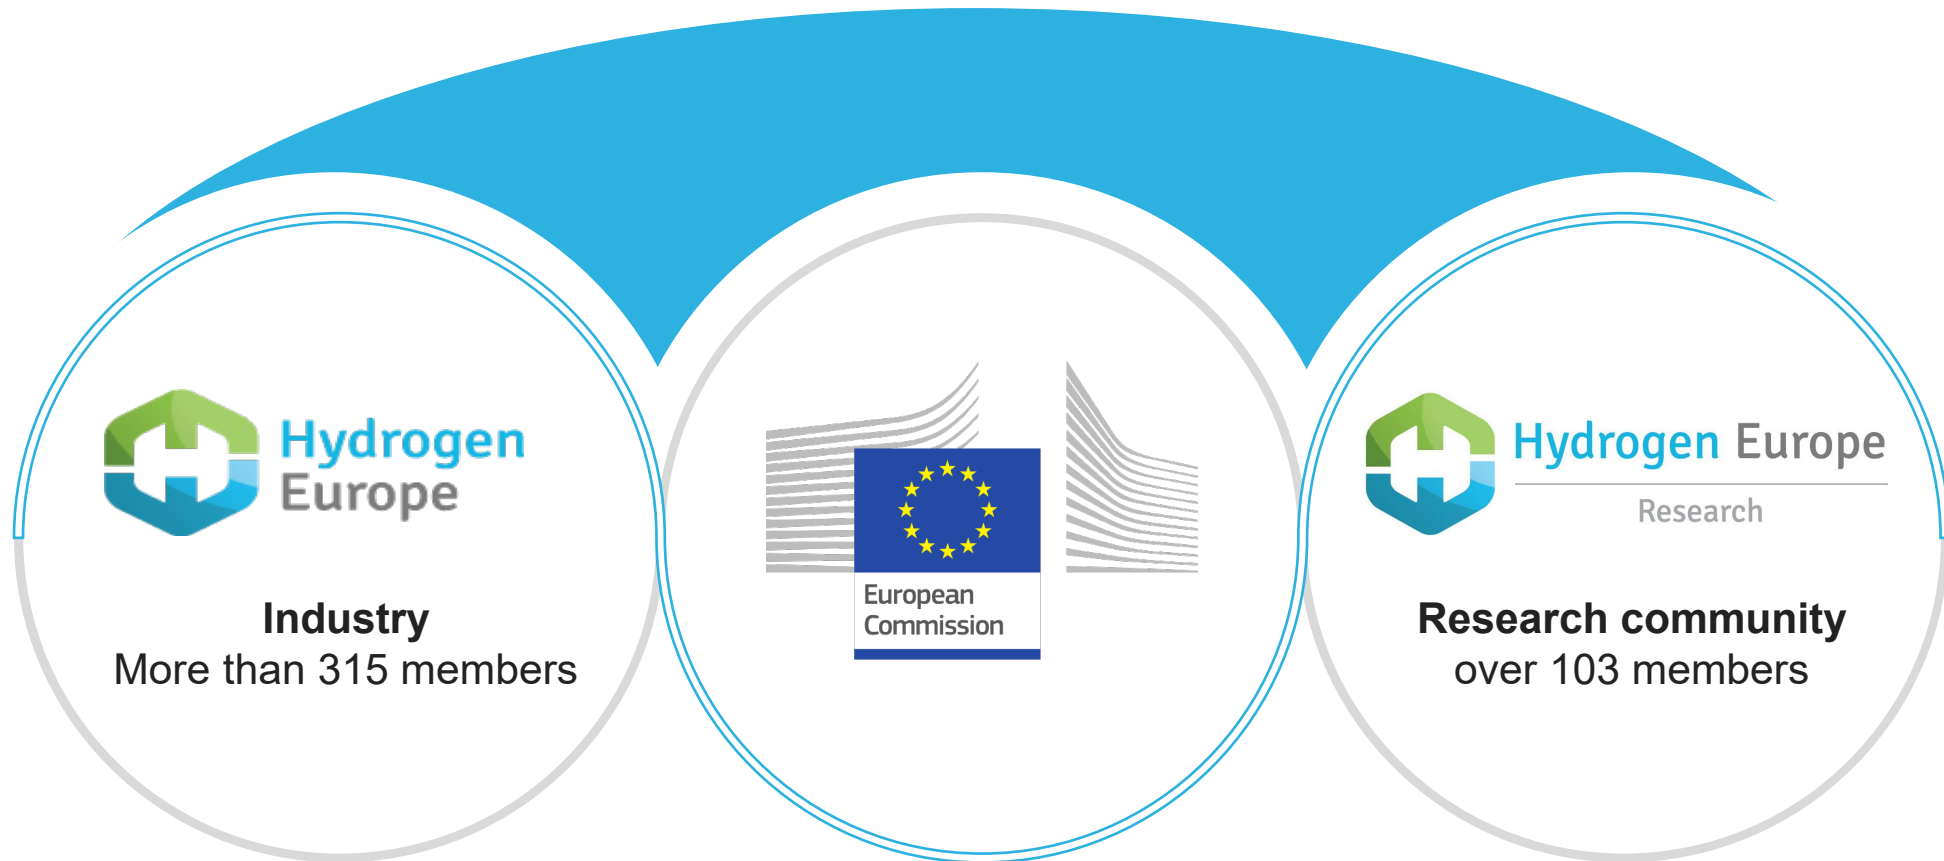 Hydrogen
Europe
Industry
More than 315 members
European
Commission
Hydrogen Europe
Research
Research community
over 103 members